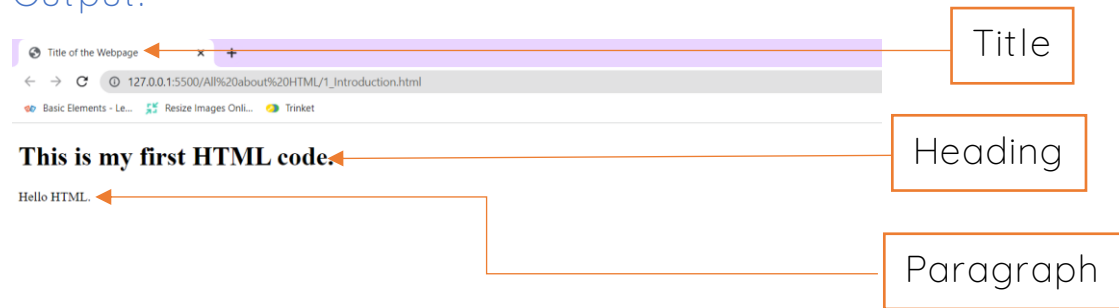 Output:
Title of the Webpage
Title
127.0.0.1:5500/All%20about%20HTML/1_Introduction.html
Basic Elements - Le... Resize Images Onli... Trinket
This is my first HTML code.
Heading
Hello HTML.
Paragraph